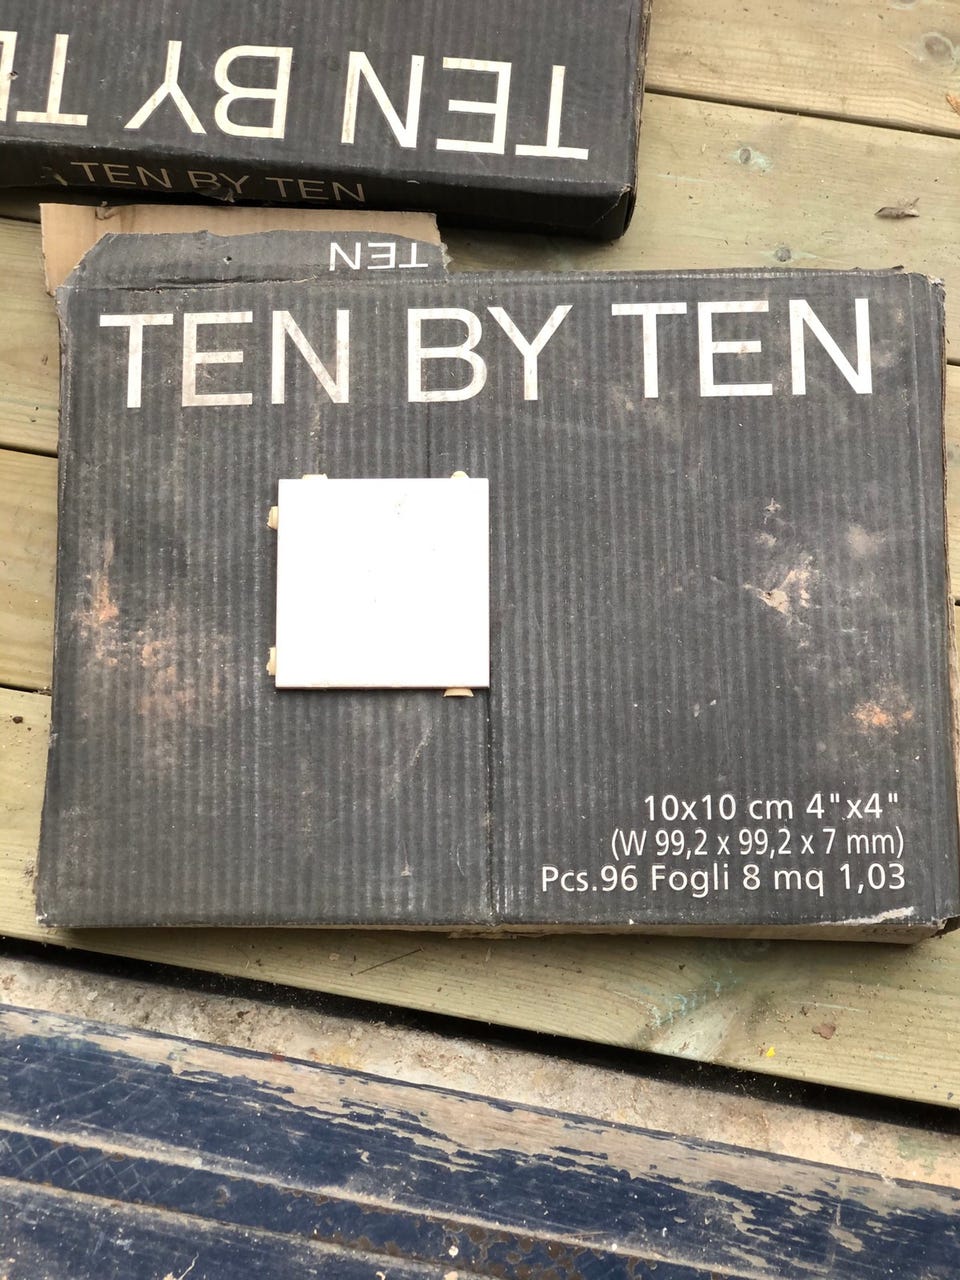 TEN BY TE
TEN BY TEN
TEN
TEN BY TEN
10x10 cm 4"x4"
(W 99,2 x 99,2 x 7 mm)
Pcs.96 Fogli 8 mq 1,03